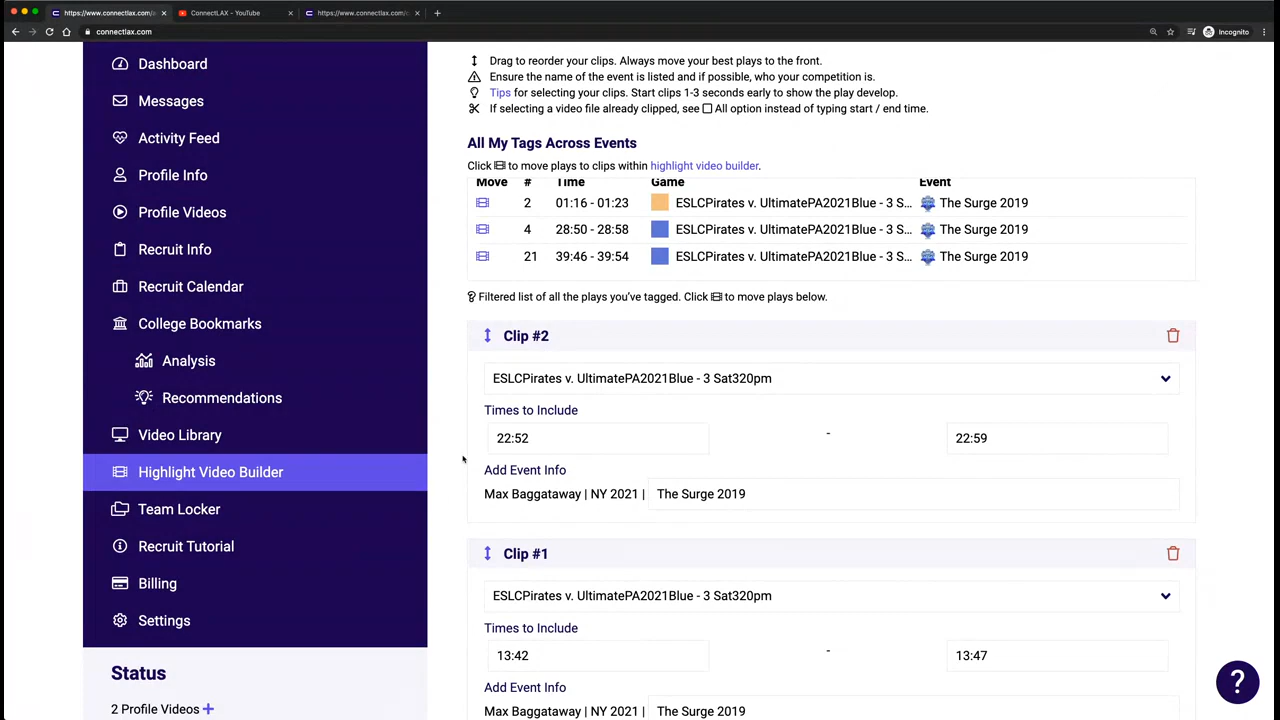 https://www.connectlax.com/
ConnectLAX - YouTube
https://www.connectlax.com/
connectlax.com
Incognito
Dashboard
Messages
Activity Feed
Profile Info
Profile Videos
Recruit Info
Recruit Calendar
College Bookmarks
Analysis
Recommendations
Video Library
Highlight Video Builder
Team Locker
Recruit Tutorial
Billing
Settings
Status
2 Profile Videos +
Drag to reorder your clips. Always move your best plays to the front.
Ensure the name of the event is listed and if possible, who your competition is.
Tips for selecting your clips. Start clips 1-3 seconds early to show the play develop.
If selecting a video file already clipped, see All option instead of typing start / end time.
All My Tags Across Events
Click to move plays to clips within highlight video builder.
Move # Time Game Event
2 01:16 - 01:23 ESLCPirates v. UltimatePA2021Blue - 3 S... The Surge 2019
4 28:50 - 28:58 ESLCPirates v. UltimatePA2021Blue - 3 S... The Surge 2019
21 39:46 - 39:54 ESLCPirates v. UltimatePA2021Blue - 3 S... The Surge 2019
? Filtered list of all the plays you've tagged. Click to move plays below.
Clip #2
ESLCPirates v. UltimatePA2021Blue - 3 Sat320pm
Times to Include
22:52 - 22:59
Add Event Info
Max Baggataway | NY 2021 | The Surge 2019
Clip #1
ESLCPirates v. UltimatePA2021Blue - 3 Sat320pm
Times to Include
13:42 - 13:47
Add Event Info
Max Baggataway | NY 2021 | The Surge 2019
?